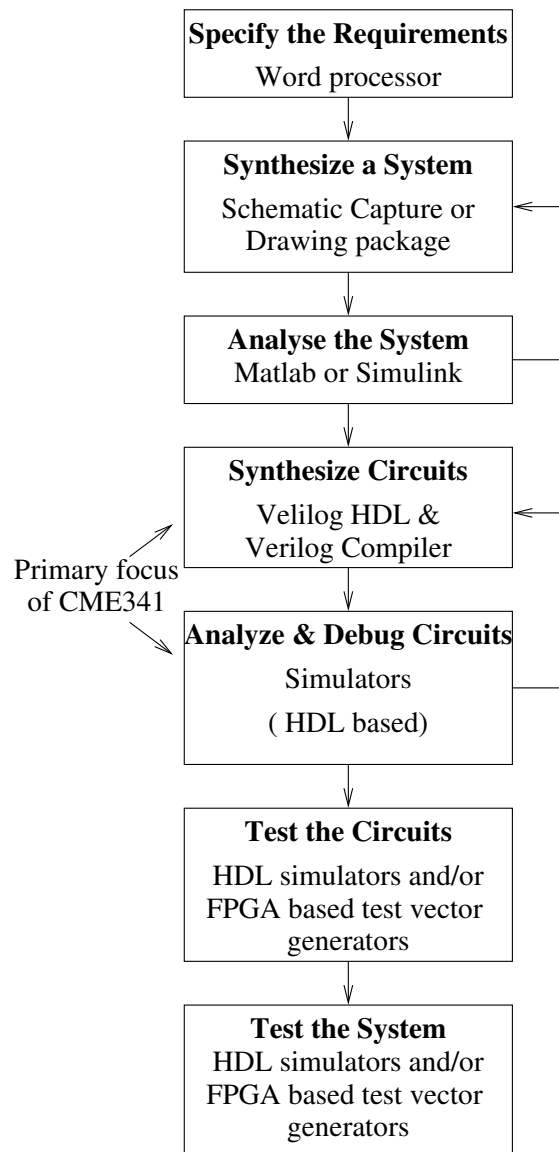 Specify the Requirements
Word processor
Synthesize a System
Schematic Capture or
Drawing package
Analyse the System
Matlab or Simulink
Synthesize Circuits
Velilog HDL &
Verilog Compiler
Primary focus
of CME341
Analyze & Debug Circuits
Simulators
( HDL based)
Test the Circuits
HDL simulators and/or
FPGA based test vector
generators
Test the System
HDL simulators and/or
FPGA based test vector
generators